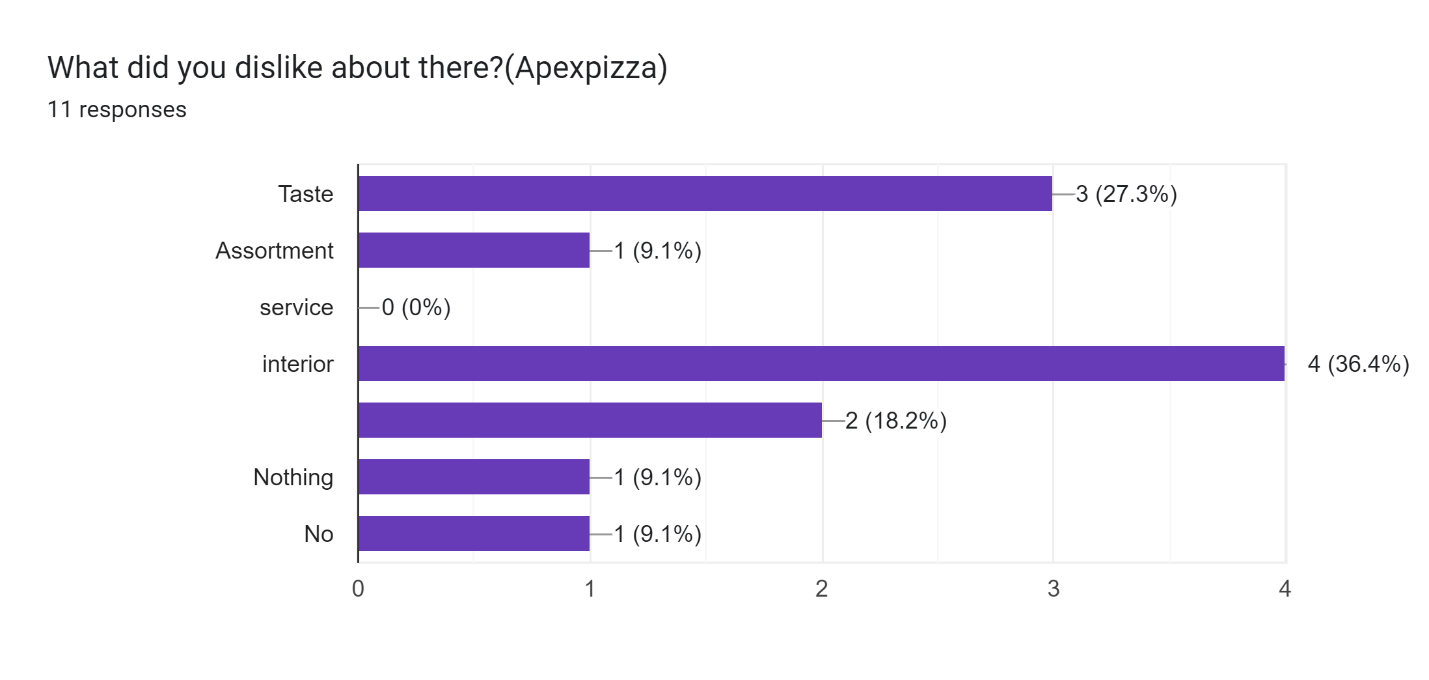 What did you dislike about there?(Apexpizza)
11 responses
Taste 3 (27.3%)
Assortment 1 (9.1%)
service 0 (0%)
interior 4 (36.4%)
2 (18.2%)
Nothing 1 (9.1%)
No 1 (9.1%)
0 1 2 3 4